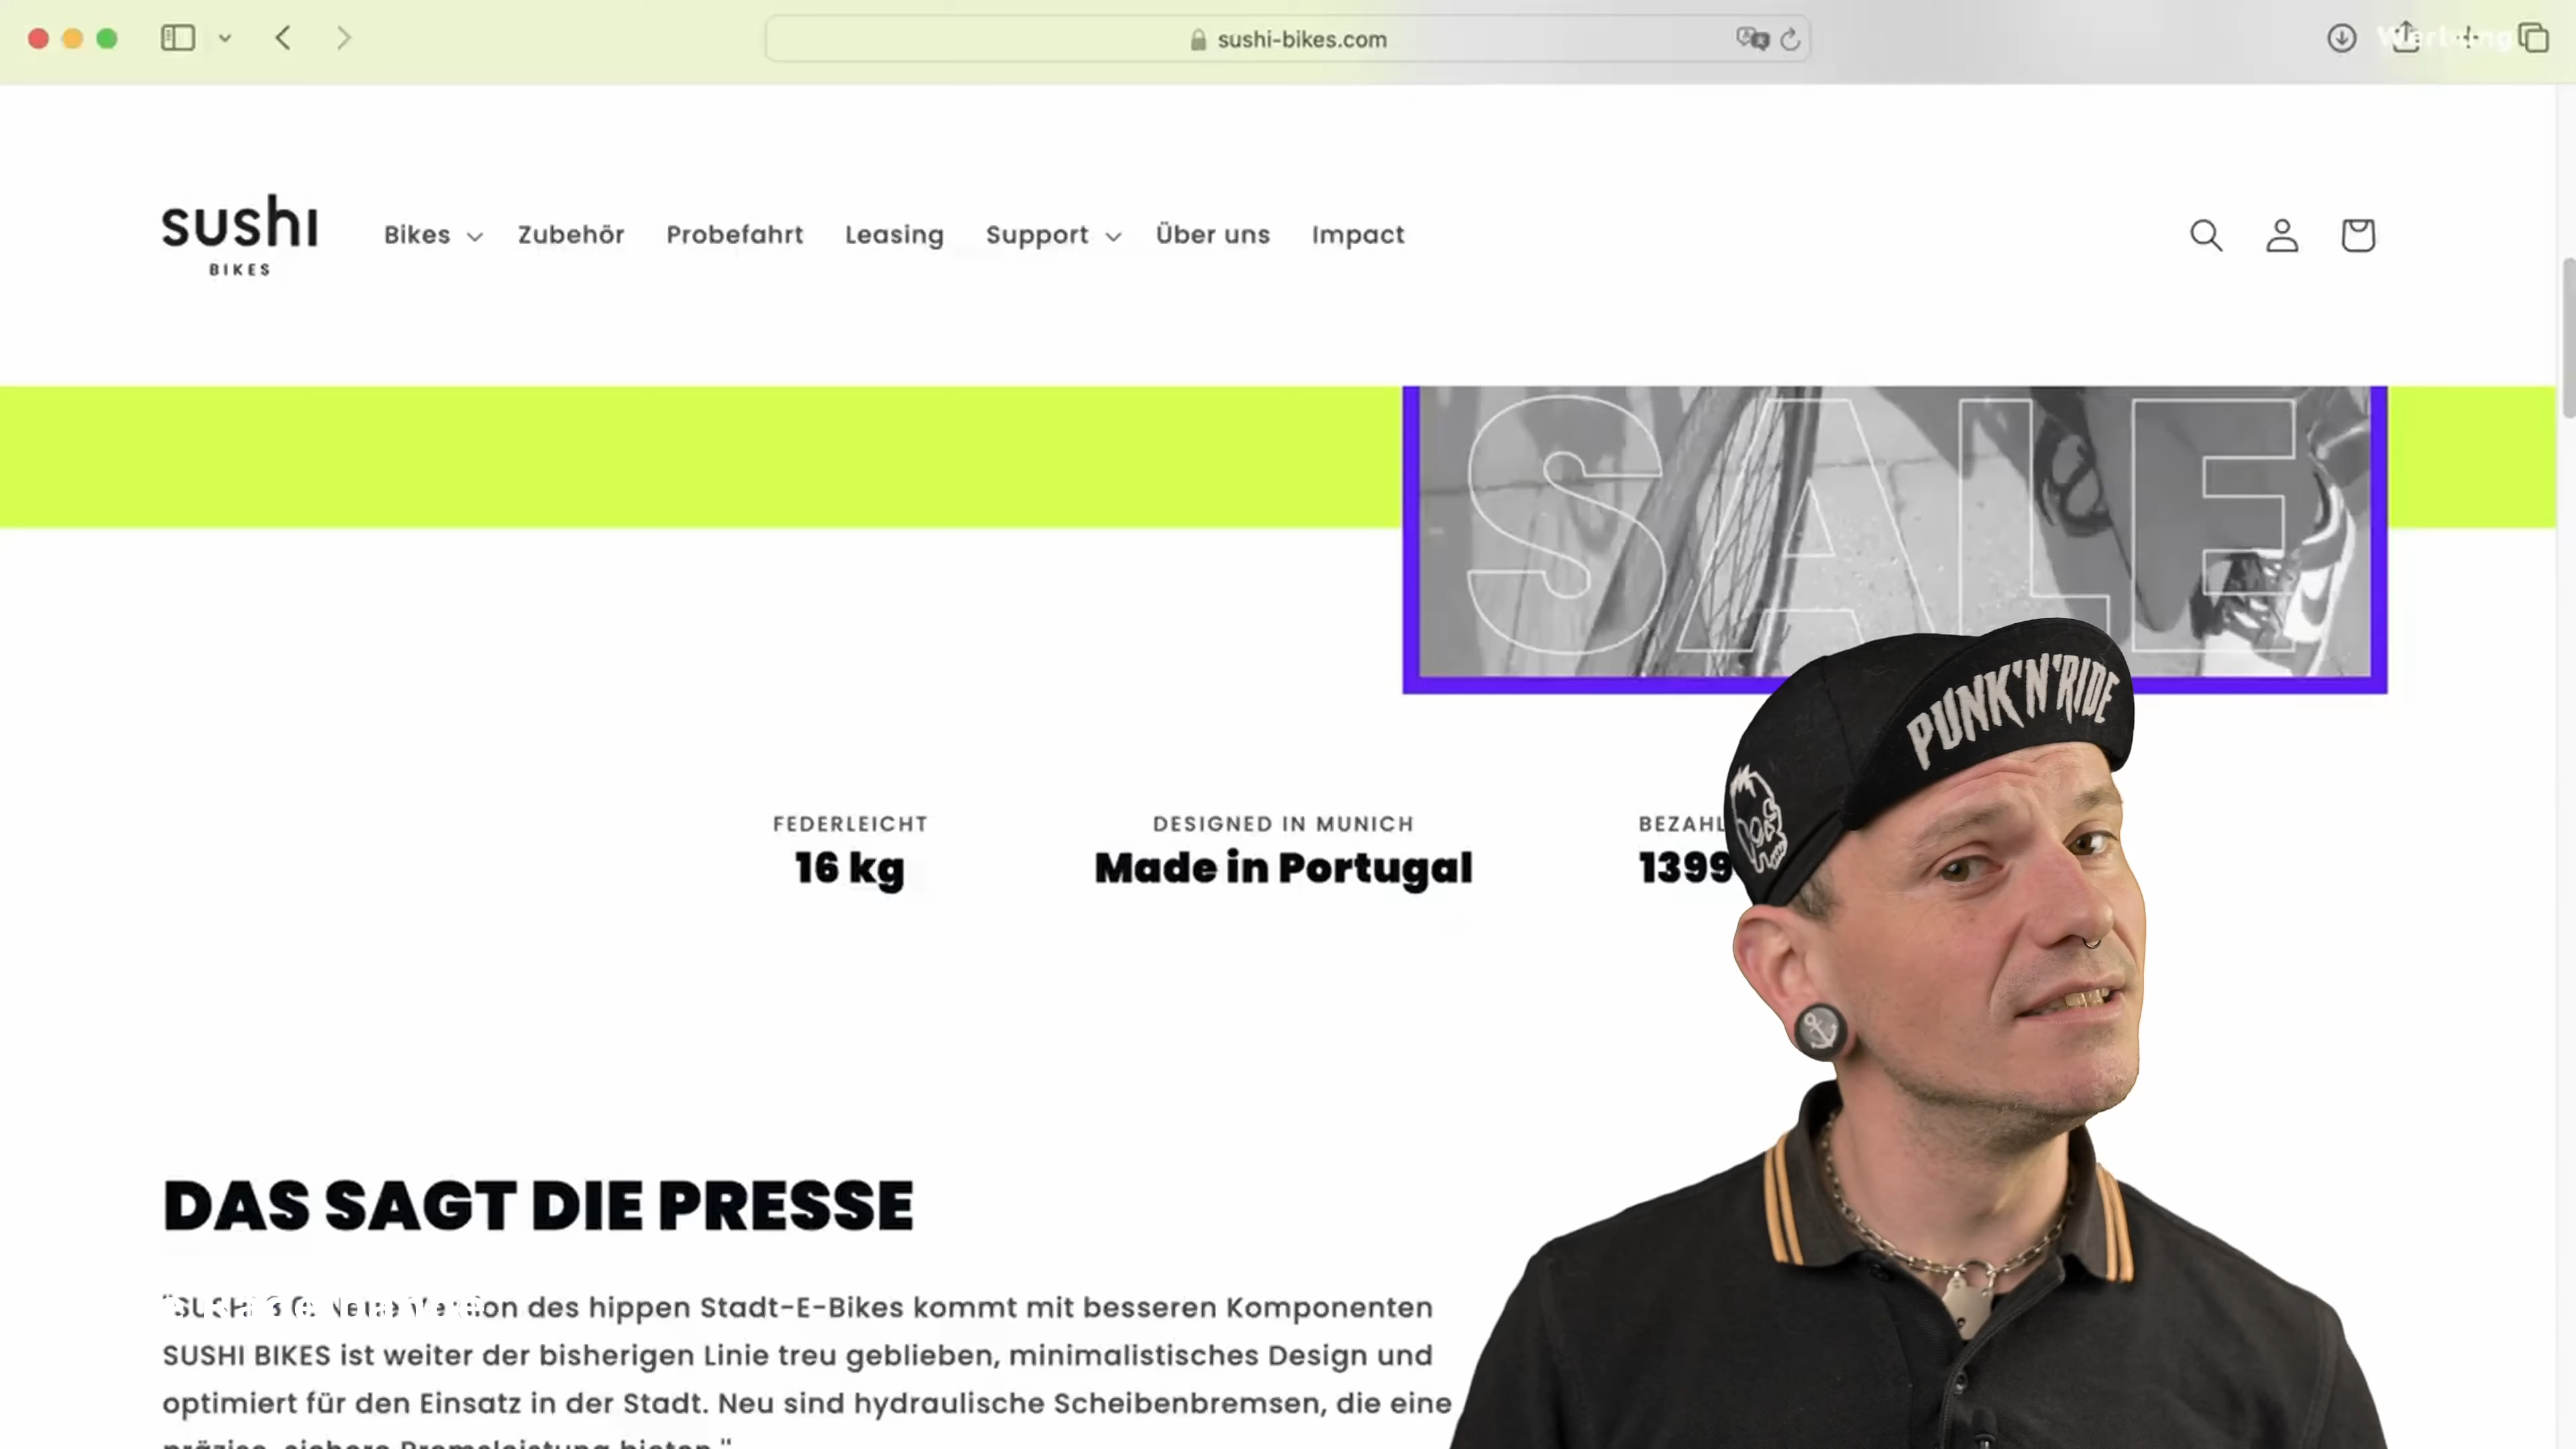 sushi-bikes.com
Werbung
sushi
BIKES
Bikes
Zubehör
Probefahrt
Leasing
Support
Über uns
Impact
SALE
PUNK'N'RIDE
FEDERLEICHT
16 kg
DESIGNED IN MUNICH
Made in Portugal
1399
DAS SAGT DIE PRESSE
des hippen Stadt-E-Bikes kommt mit besseren Komponenten
SUSHI BIKES ist weiter der bisherigen Linie treu geblieben, minimalistisches Design und
optimiert für den Einsatz in der Stadt. Neu sind hydraulische Scheibenbremsen, die eine